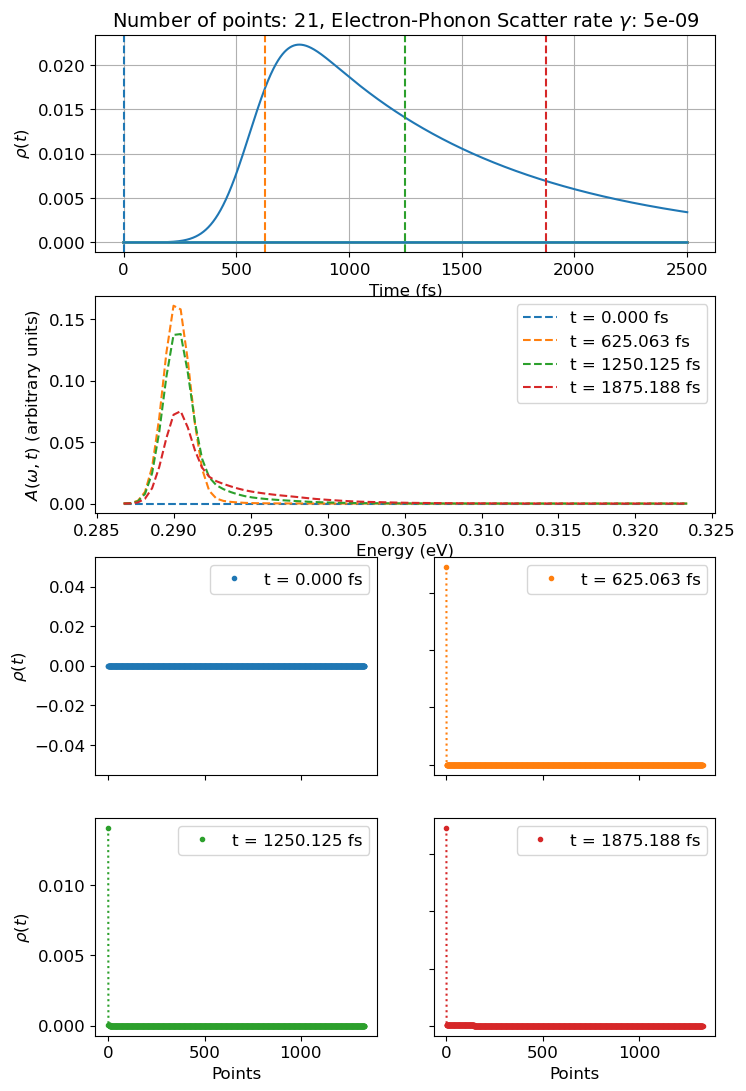 Number of points: 21, Electron-Phonon Scatter rate γ: 5e-09
0.020
0.015
0.010
0.005
0.000
ρ(t)
0 500 1000 1500 2000 2500
Time (fs)
0.15
0.10
0.05
0.00
A(ω, t) (arbitrary units)
t = 0.000 fs
t = 625.063 fs
t = 1250.125 fs
t = 1875.188 fs
0.285 0.290 0.295 0.300 0.305 0.310 0.315 0.320 0.325
Energy (eV)
0.04
0.02
0.00
−0.02
−0.04
ρ(t)
t = 0.000 fs
t = 625.063 fs
0.010
0.005
0.000
ρ(t)
t = 1250.125 fs
0 500 1000
Points
t = 1875.188 fs
0 500 1000
Points